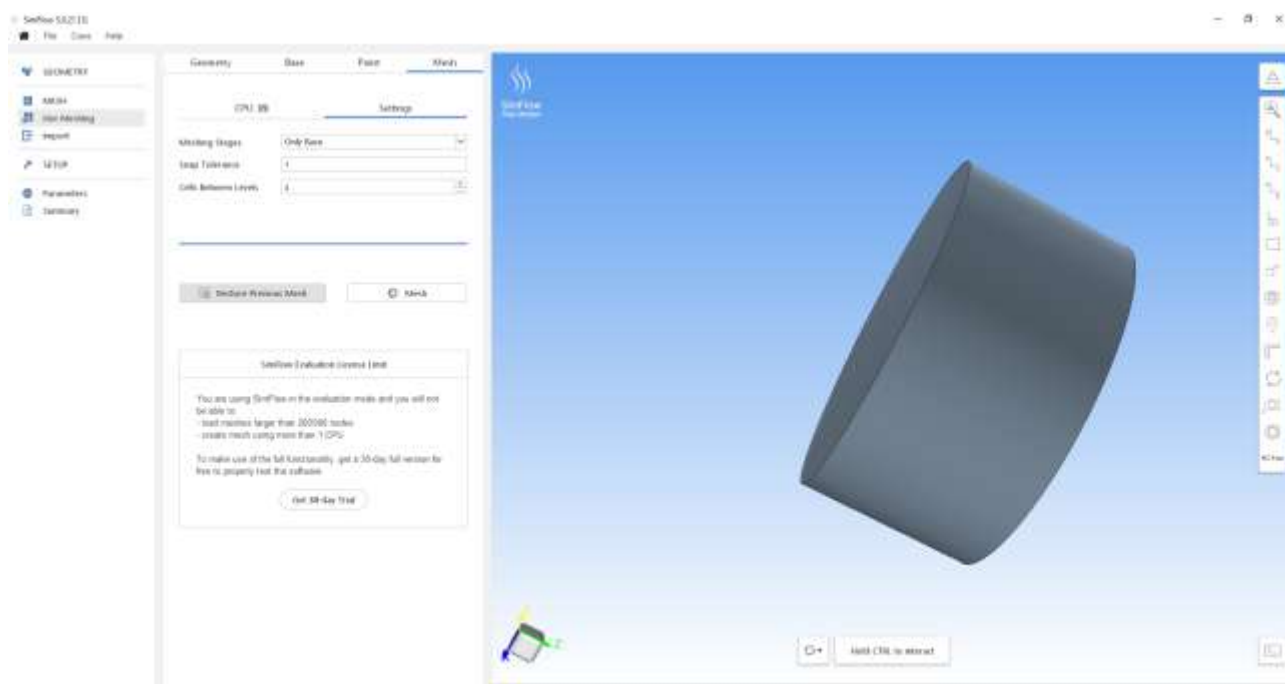 SimFlow
File Case Help
GEOMETRY
MESH
Hex Meshing
Import
SETUP
Parameters
Summary
Geometry Base Point Mesh
CPU
Settings
Meshing Stages Only Base
Snap Tolerance
Cells Between Levels
Restore Previous Mesh Mesh
SimFlow Evaluation License Limit
You are using SimFlow in the evaluation mode and you will not
be able to
- load meshes larger than 200000 nodes
- create mesh using more than 1 CPU
To make use of the full functionality, get a 30-day full version for
free to properly test the software
Get 30-day Trial
SimFlow
Hold CTRL to interact